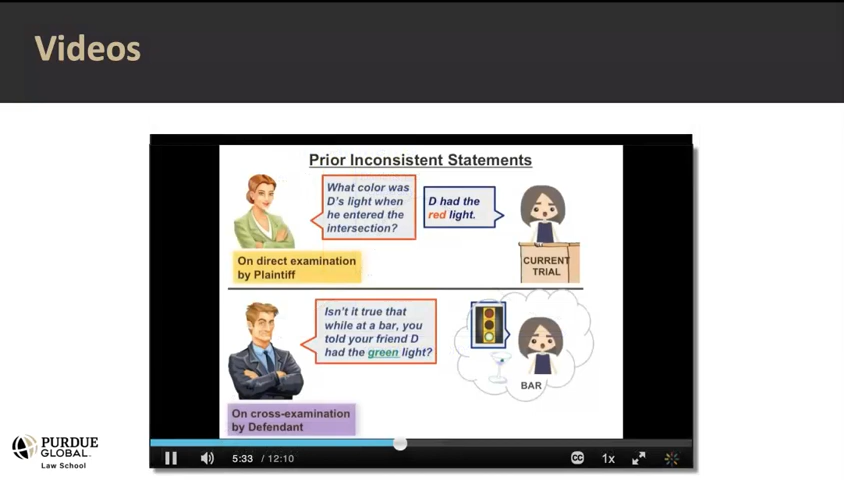 Videos
Prior Inconsistent Statements
What color was
D's light when
he entered the
intersection?
D had the
red light.
On direct examination
by Plaintiff
CURRENT
TRIAL
Isn't it true that
while at a bar, you
told your friend D
had the green light?
BAR
On cross-examination
by Defendant
PURDUE
GLOBAL
Law School
5:33 / 12:10
CC
1x